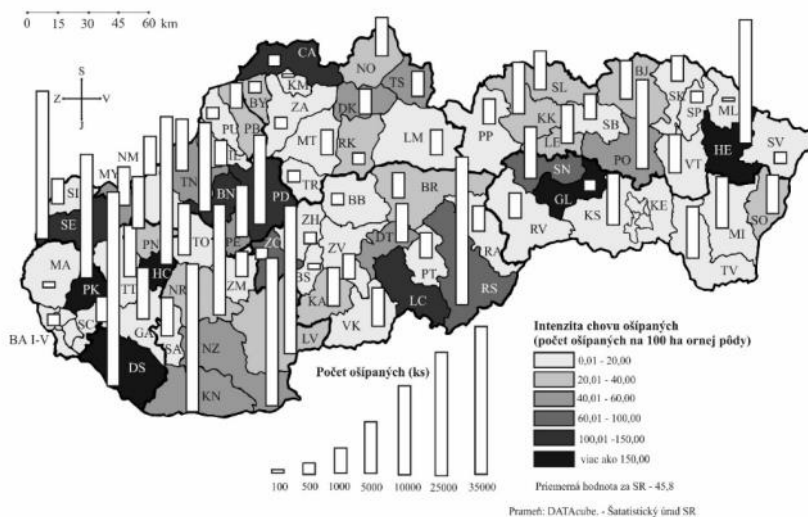 0 15 30 45 60 km
S
Z V
J
CA
NO
TS
KM
BY
DK
ZA
PU
PB
IL
MT
RK
LM
PP
SL
KK
LE
SB
BJ
SK
SP
ML
HE
SV
PO
VT
NM
MY
SI
TN
BN
PD
TR
BB
BR
SN
GL
RV
KS
KE
MI
SO
TV
SE
PN
TO
PE
ZC
ZH
ZV
DT
PT
RA
RS
MA
PK
HC
TT
NR
ZM
BS
KA
LC
VK
BA I-V
SC
GA
SA
DS
NZ
LV
KN
Intenzita chovu ošípaných
(počet ošípaných na 100 ha ornej pôdy)
0,01 - 20,00
20,01 - 40,00
40,01 - 60,00
60,01 - 100,00
100,01 -150,00
viac ako 150,00
Priemerná hodnota za SR - 45,8
Počet ošípaných (ks)
100 500 1000 5000 10000 25000 35000
Prameň: DATAcube. - Šatatistický úrad SR